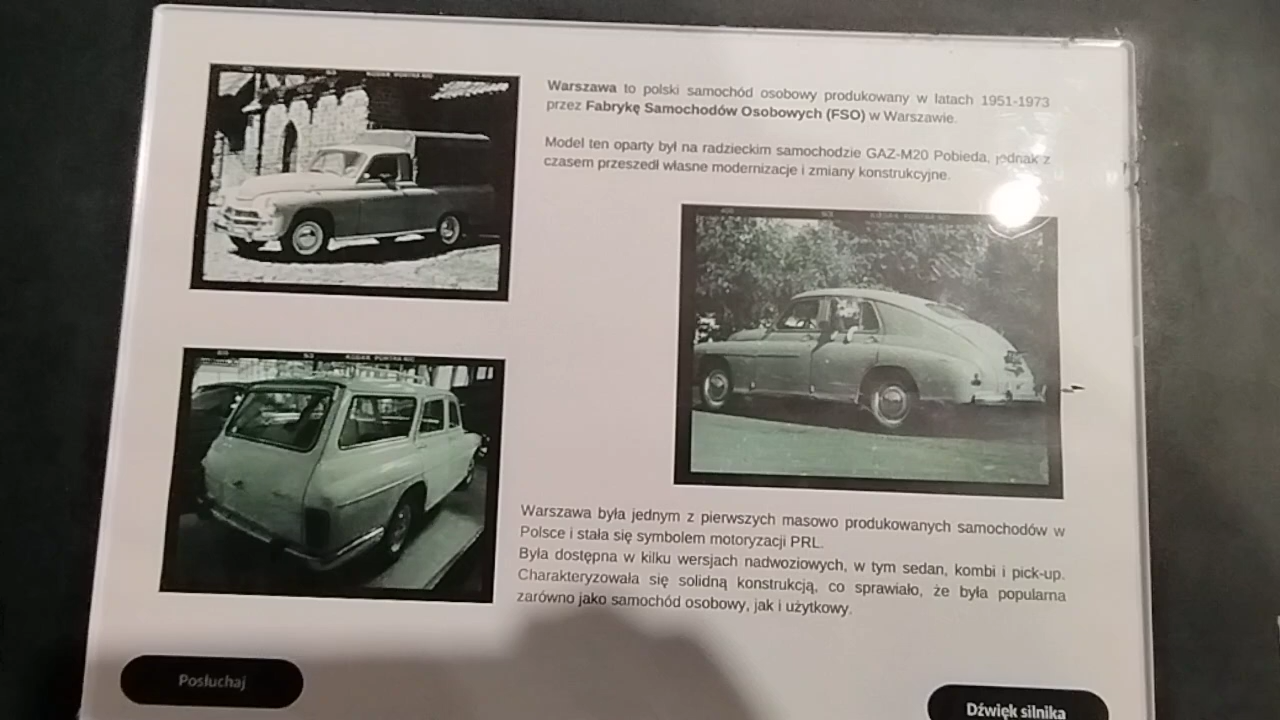 Warszawa to polski samochód osobowy produkowany w latach 1951-1973
przez Fabrykę Samochodów Osobowych (FSO) w Warszawie.
Model ten oparty był na radzieckim samochodzie GAZ-M20 Pobieda, jednak z
czasem przeszedł własne modernizacje i zmiany konstrukcyjne.
Warszawa była jednym z pierwszych masowo produkowanych samochodów w
Polsce i stała się symbolem motoryzacji PRL.
Była dostępna w kilku wersjach nadwoziowych, w tym sedan, kombi i pick-up.
Charakteryzowała się solidną konstrukcją, co sprawiało, że była popularna
zarówno jako samochód osobowy, jak i użytkowy.
Posłuchaj
Dźwięk silnika